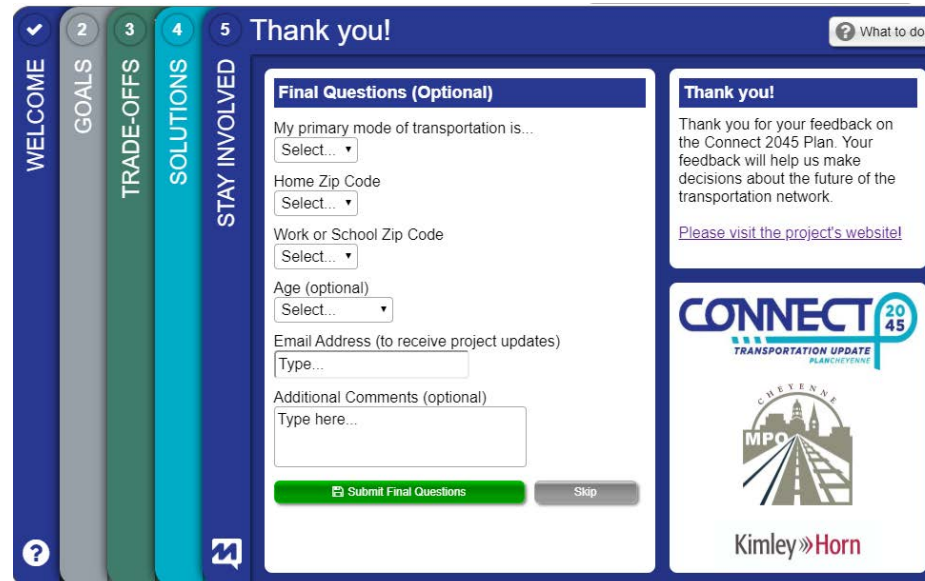 WELCOME
2
GOALS
3
TRADE-OFFS
4
SOLUTIONS
5
STAY INVOLVED
Thank you!
? What to do
Final Questions (Optional)
My primary mode of transportation is...
Select...
Home Zip Code
Select...
Work or School Zip Code
Select...
Age (optional)
Select...
Email Address (to receive project updates)
Type...
Additional Comments (optional)
Type here...
Submit Final Questions
Skip
?
Thank you!
Thank you for your feedback on
the Connect 2045 Plan. Your
feedback will help us make
decisions about the future of the
transportation network.
Please visit the project's website!
CONNECT 20
45
TRANSPORTATION UPDATE
PLANCHEYENNE
CHEYENNE
MPO
Kimley»Horn